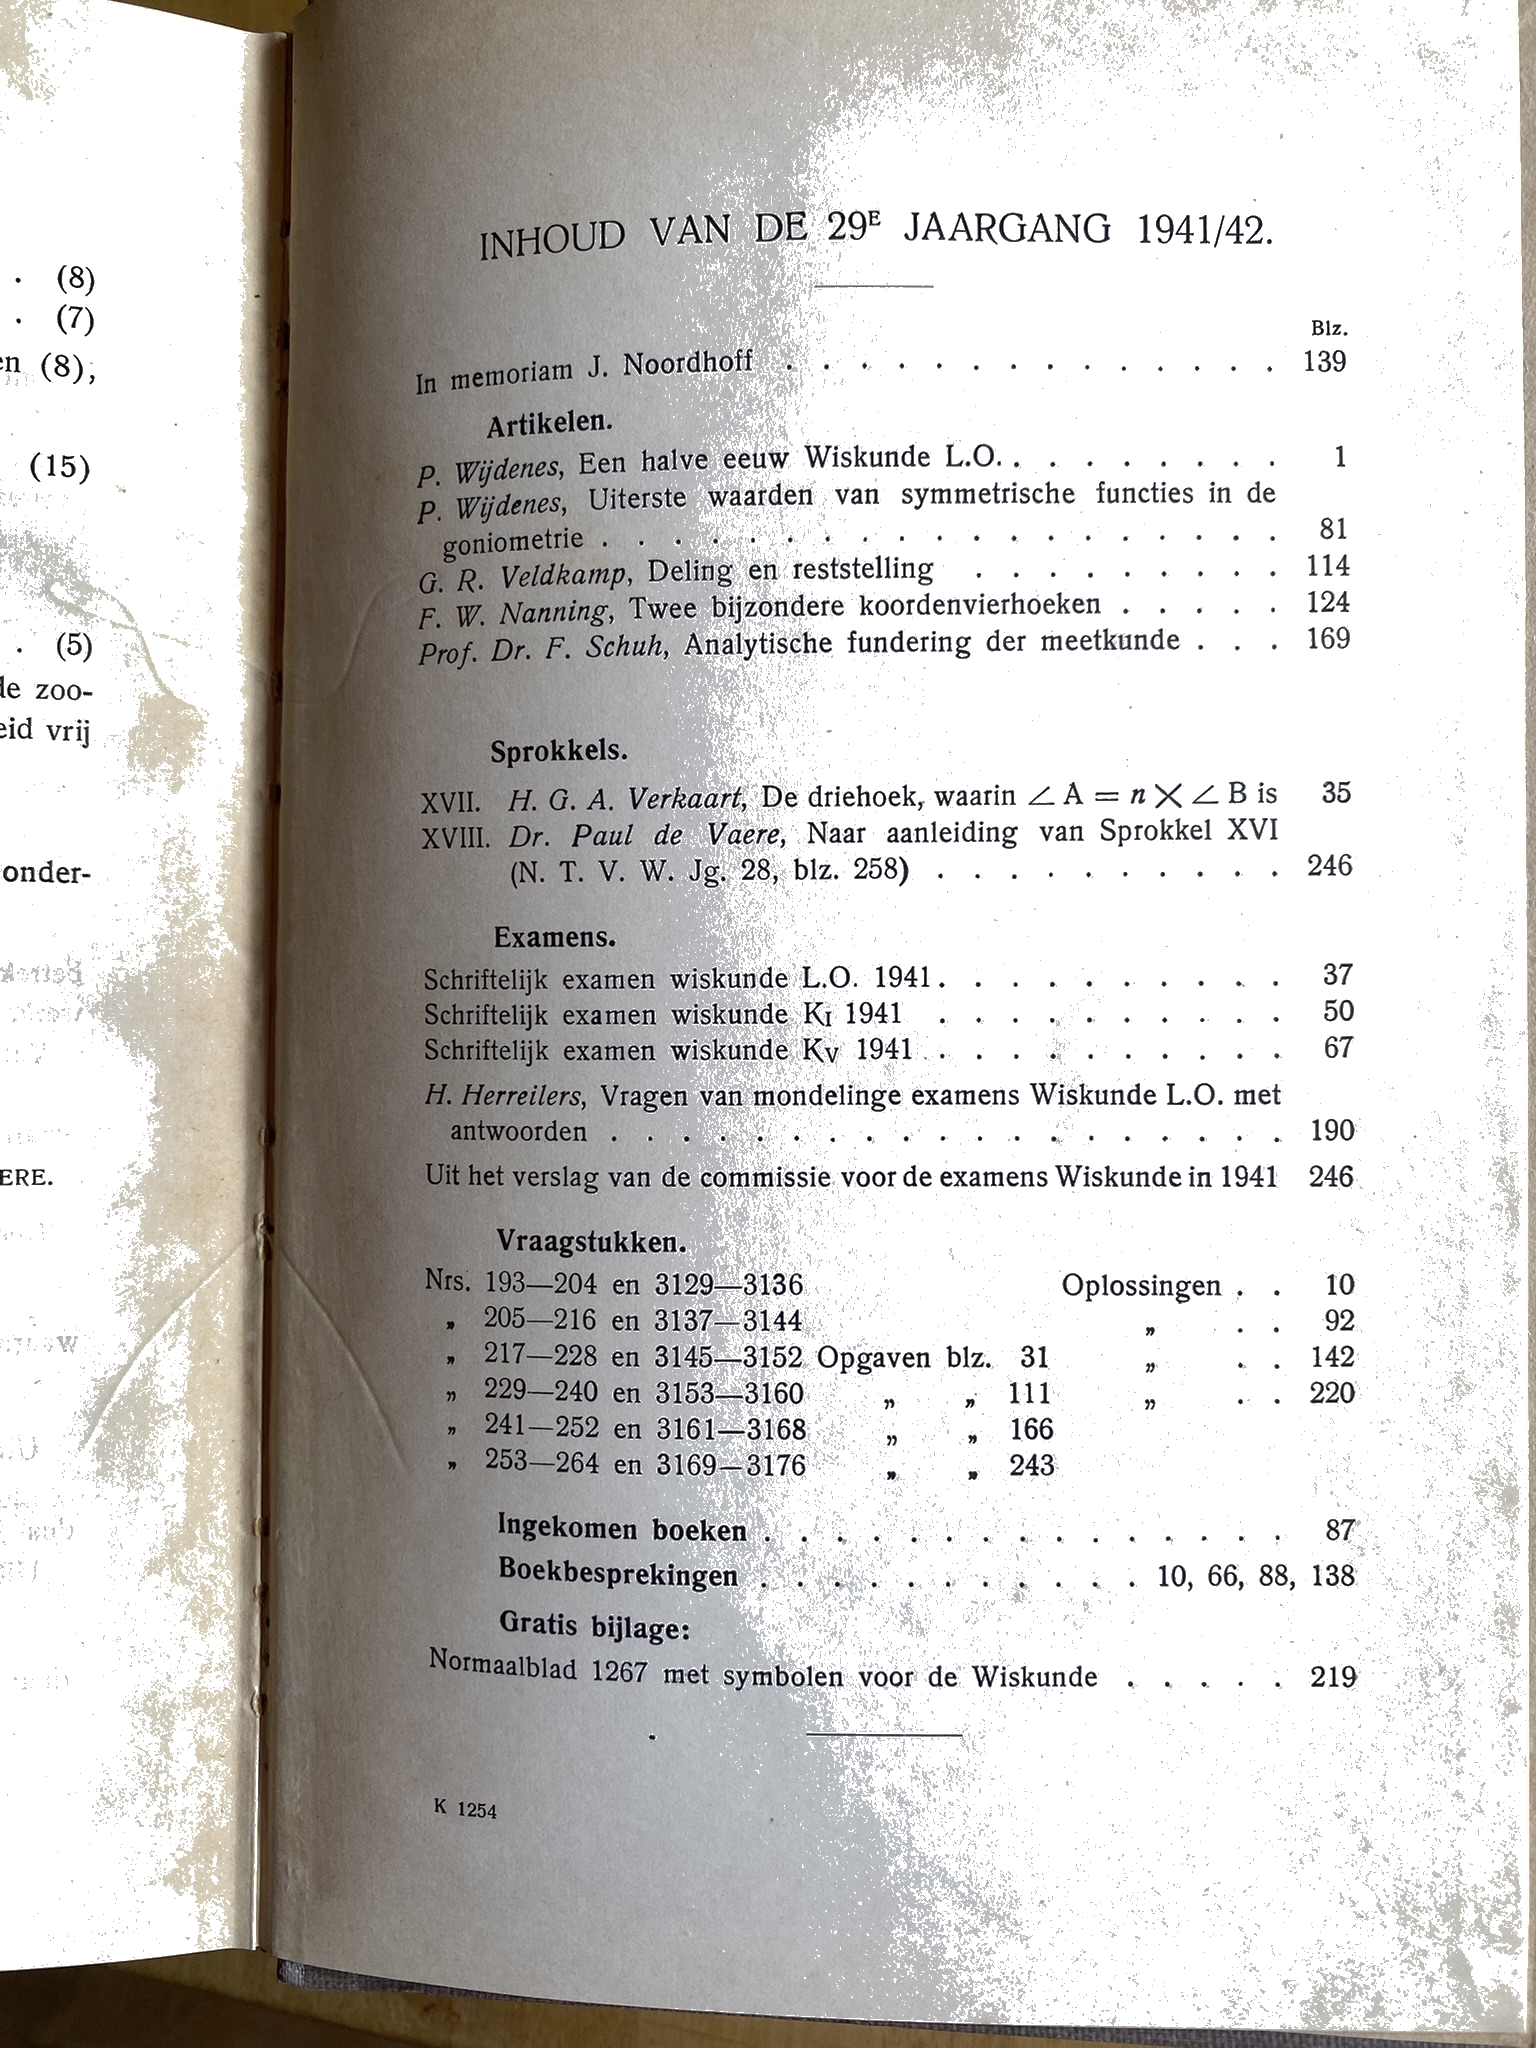 . (8)
. (7)
en (8),
(15)
. (5)
de zoo-
eid vrij
onder-
ERE.
INHOUD VAN DE 29E JAARGANG 1941/42.
Blz.
In memoriam J. Noordhoff . . . . . . . . . . . . . . 139
Artikelen.
P. Wijdenes, Een halve eeuw Wiskunde L.O. . . . . . . . . 1
P. Wijdenes, Uiterste waarden van symmetrische functies in de
goniometrie . . . . . . . . . . . . . . . . . . . 81
G. R. Veldkamp, Deling en reststelling . . . . . . . . . 114
F. W. Nanning, Twee bijzondere koordenvierhoeken . . . . . 124
Prof. Dr. F. Schuh, Analytische fundering der meetkunde . . . 169
Sprokkels.
XVII. H. G. A. Verkaart, De driehoek, waarin ∠ A = n × ∠ B is 35
XVIII. Dr. Paul de Vaere, Naar aanleiding van Sprokkel XVI
(N. T. V. W. Jg. 28, blz. 258) . . . . . . . . . . 246
Examens.
Schriftelijk examen wiskunde L.O. 1941 . . . . . . . . . . 37
Schriftelijk examen wiskunde KI 1941 . . . . . . . . . . 50
Schriftelijk examen wiskunde KV 1941 . . . . . . . . . . 67
H. Herreilers, Vragen van mondelinge examens Wiskunde L.O. met
antwoorden . . . . . . . . . . . . . . . . . . . 190
Uit het verslag van de commissie voor de examens Wiskunde in 1941 246
Vraagstukken.
Nrs. 193—204 en 3129—3136 Oplossingen . . 10
„ 205—216 en 3137—3144 „ . . 92
„ 217—228 en 3145—3152 Opgaven blz. 31 „ . . 142
„ 229—240 en 3153—3160 „ „ 111 „ . . 220
„ 241—252 en 3161—3168 „ „ 166
„ 253—264 en 3169—3176 „ „ 243
Ingekomen boeken . . . . . . . . . . . . . . . 87
Boekbesprekingen . . . . . . . . . . . 10, 66, 88, 138
Gratis bijlage:
Normaalblad 1267 met symbolen voor de Wiskunde . . . . . 219
K 1254